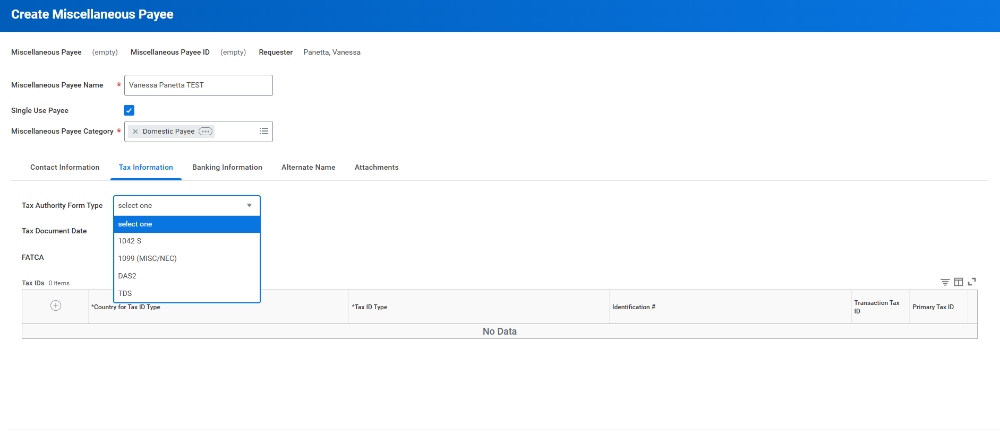 Create Miscellaneous Payee
Miscellaneous Payee (empty) Miscellaneous Payee ID (empty) Requester Panetta, Vanessa
Miscellaneous Payee Name * Vanessa Panetta TEST
Single Use Payee
Miscellaneous Payee Category * × Domestic Payee
Contact Information Tax Information Banking Information Alternate Name Attachments
Tax Authority Form Type select one
select one
Tax Document Date
1042-S
FATCA 1099 (MISC/NEC)
DAS2
Tax IDs 0 items
TDS
*Country for Tax ID Type *Tax ID Type Identification # Transaction Tax ID Primary Tax ID
No Data